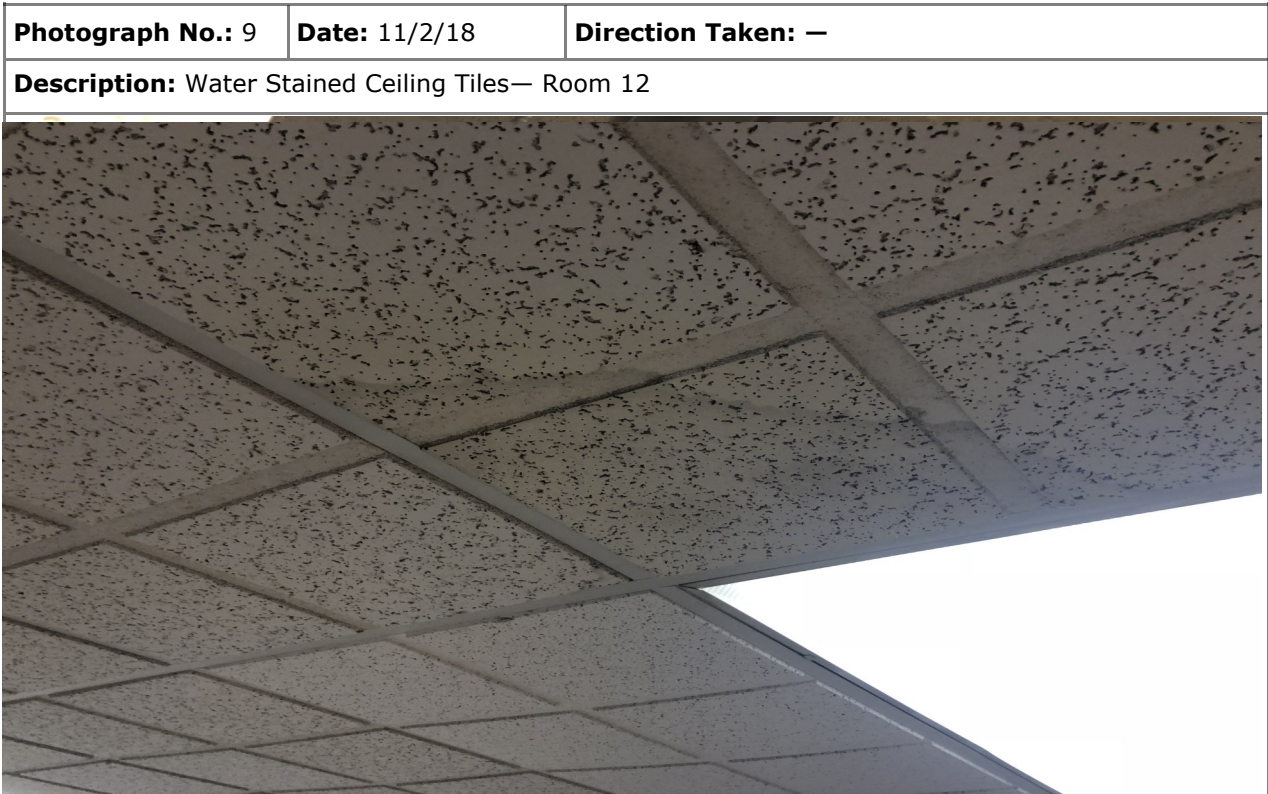 Photograph No.: 9 Date: 11/2/18 Direction Taken: —
Description: Water Stained Ceiling Tiles— Room 12